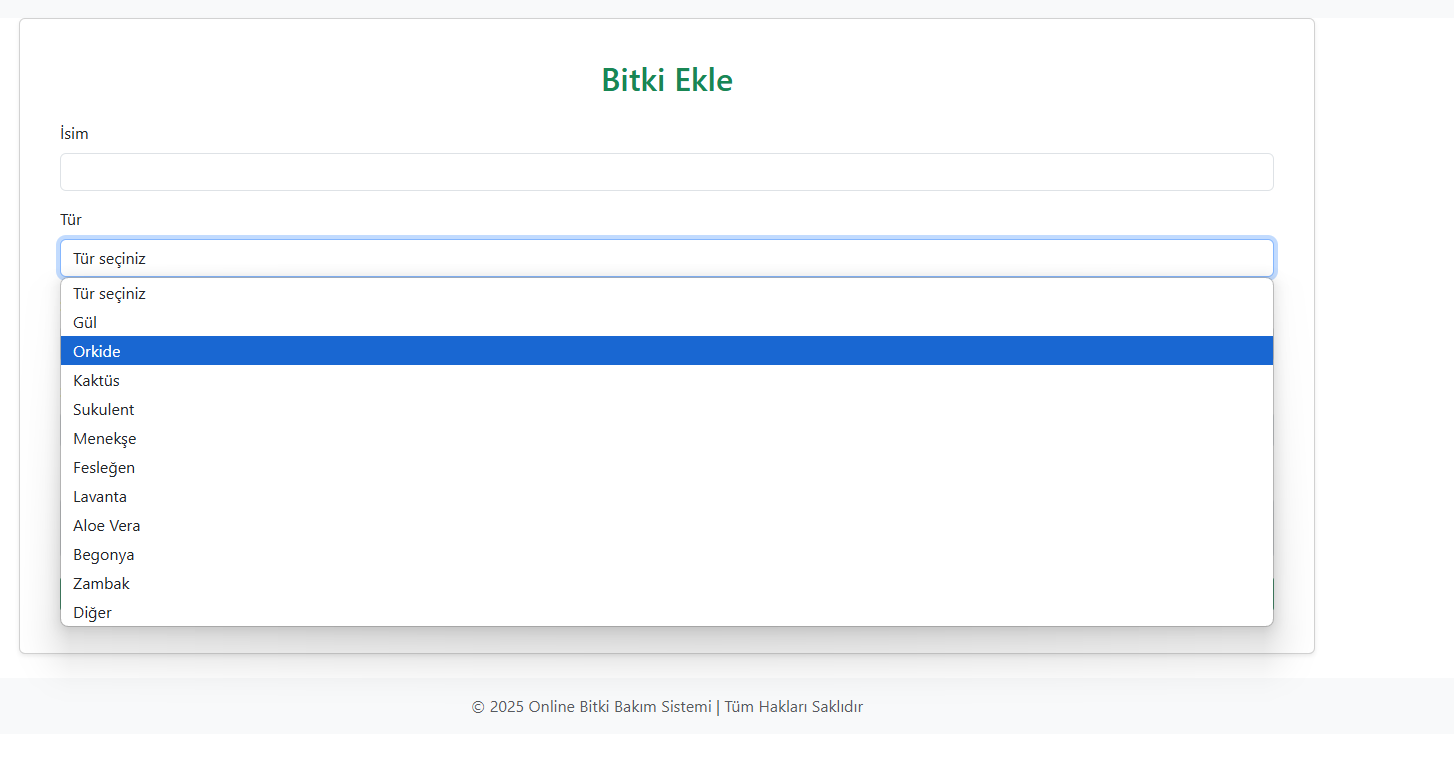 Bitki Ekle
İsim
Tür
Tür seçiniz
Tür seçiniz
Gül
Orkide
Kaktüs
Sukulent
Menekşe
Fesleğen
Lavanta
Aloe Vera
Begonya
Zambak
Diğer
© 2025 Online Bitki Bakım Sistemi | Tüm Hakları Saklıdır